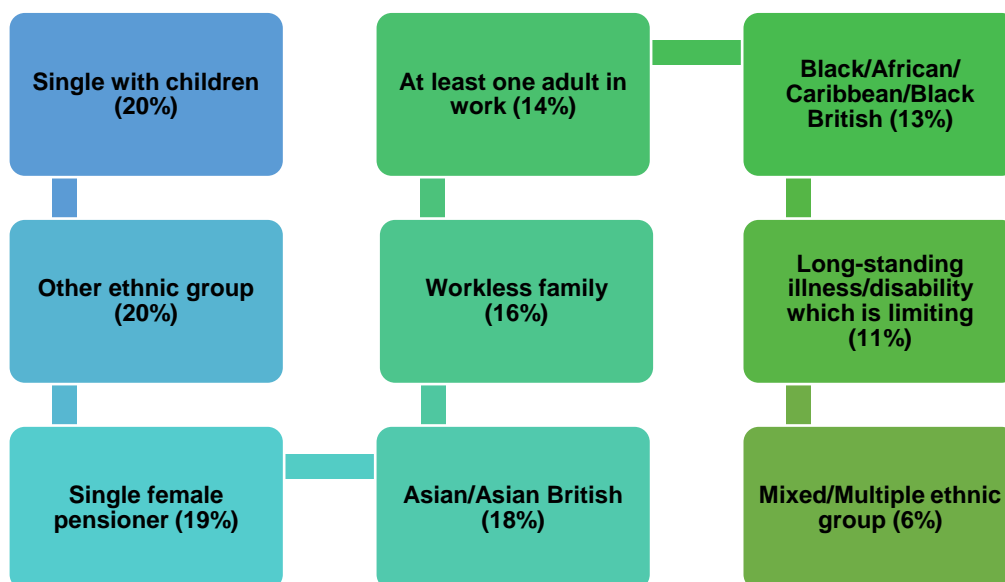 Single with children
(20%)
Other ethnic group
(20%)
Single female
pensioner (19%)
Asian/Asian British
(18%)
Workless family
(16%)
At least one adult in
work (14%)
Black/African/
Caribbean/Black
British (13%)
Long-standing
illness/disability
which is limiting
(11%)
Mixed/Multiple ethnic
group (6%)